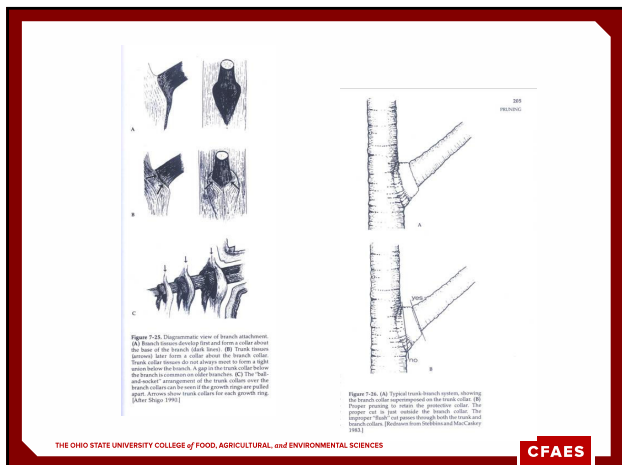 A
B
C
Figure 7-25. Diagrammatic view of branch attachment.
(A) Branch tissues develop first and form a collar about
the base of the branch (dark lines). (B) Trunk tissues
(arrows) later form a collar about the branch collar.
Trunk collar tissues do not always meet to form a tight
union below the branch. A gap in the trunk collar below
the branch is common on older branches. (C) The "ball-
and-socket" arrangement of the trunk collars over the
branch collars can be seen if the growth rings are pulled
apart. Arrows show trunk collars for each growth ring.
[After Shigo 1990.]
205
PRUNING
A
yes
no
B
Figure 7-26. (A) Typical trunk-branch system, showing
the branch collar superimposed on the trunk collar. (B)
Proper pruning to retain the protective collar. The
proper cut is just outside the branch collar. The
improper "flush" cut passes through both the trunk and
branch collars. [Redrawn from Stebbins and MacCaskey
1983.]
THE OHIO STATE UNIVERSITY COLLEGE of FOOD, AGRICULTURAL, and ENVIRONMENTAL SCIENCES
CFAES